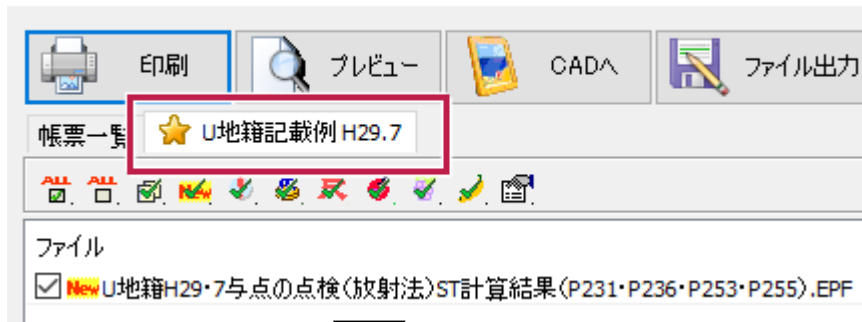 印刷 プレビュー CADへ ファイル出力
帳票一覧 U地籍記載例 H29.7
ALL ALL New
ファイル
New U地籍H29・7与点の点検(放射法)ST計算結果(P231・P236・P253・P255).EPF